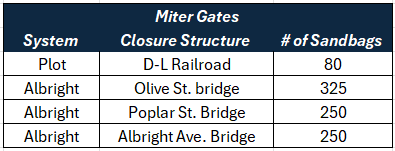 Miter Gates
System Closure Structure # of Sandbags
Plot D-L Railroad 80
Albright Olive St. bridge 325
Albright Poplar St. Bridge 250
Albright Albright Ave. Bridge 250